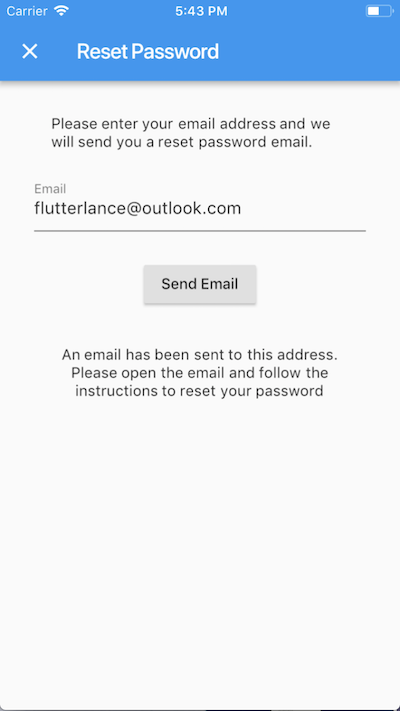 Carrier 5:43 PM
Reset Password
Please enter your email address and we
will send you a reset password email.
Email
flutterlance@outlook.com
Send Email
An email has been sent to this address.
Please open the email and follow the
instructions to reset your password